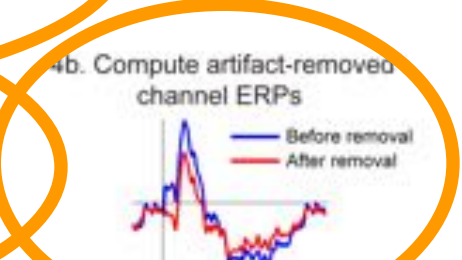 4b. Compute artifact-removed
channel ERPs
Before removal
After removal